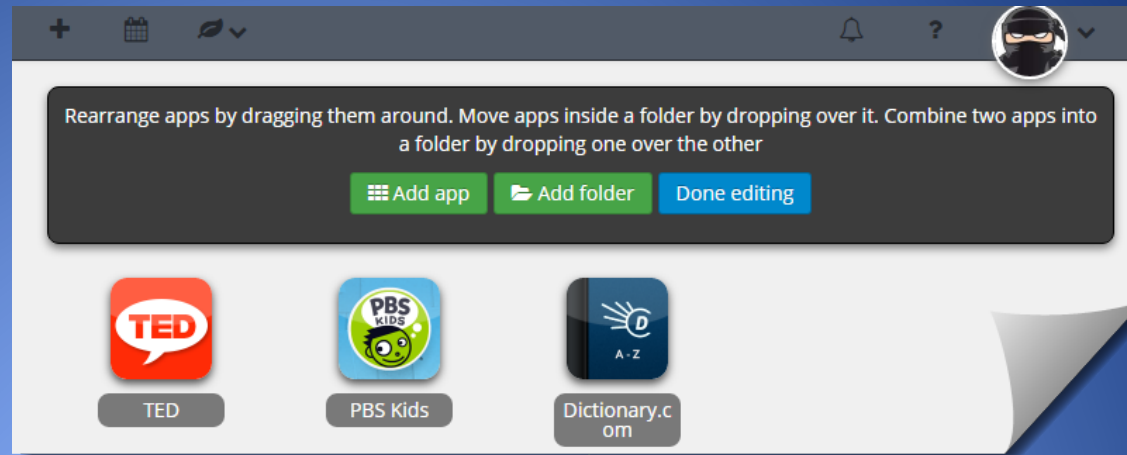 ?
Rearrange apps by dragging them around. Move apps inside a folder by dropping over it. Combine two apps into
a folder by dropping one over the other
Add app Add folder Done editing
TED
PBS
KIDS
D
A-Z
TED PBS Kids Dictionary.c
om